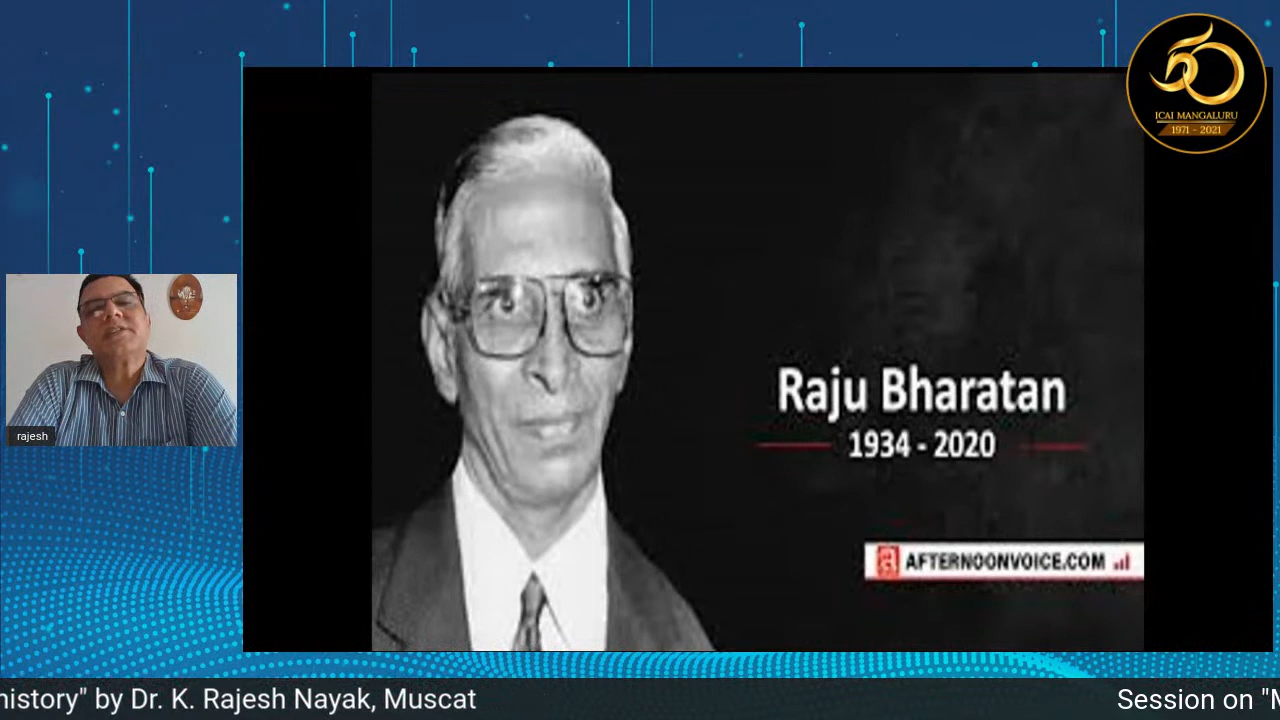 50
ICAI MANGALURU
1971 - 2021
Raju Bharatan
1934 - 2020
AFTERNOONVOICE.COM
rajesh
history" by Dr. K. Rajesh Nayak, Muscat
Session on "M